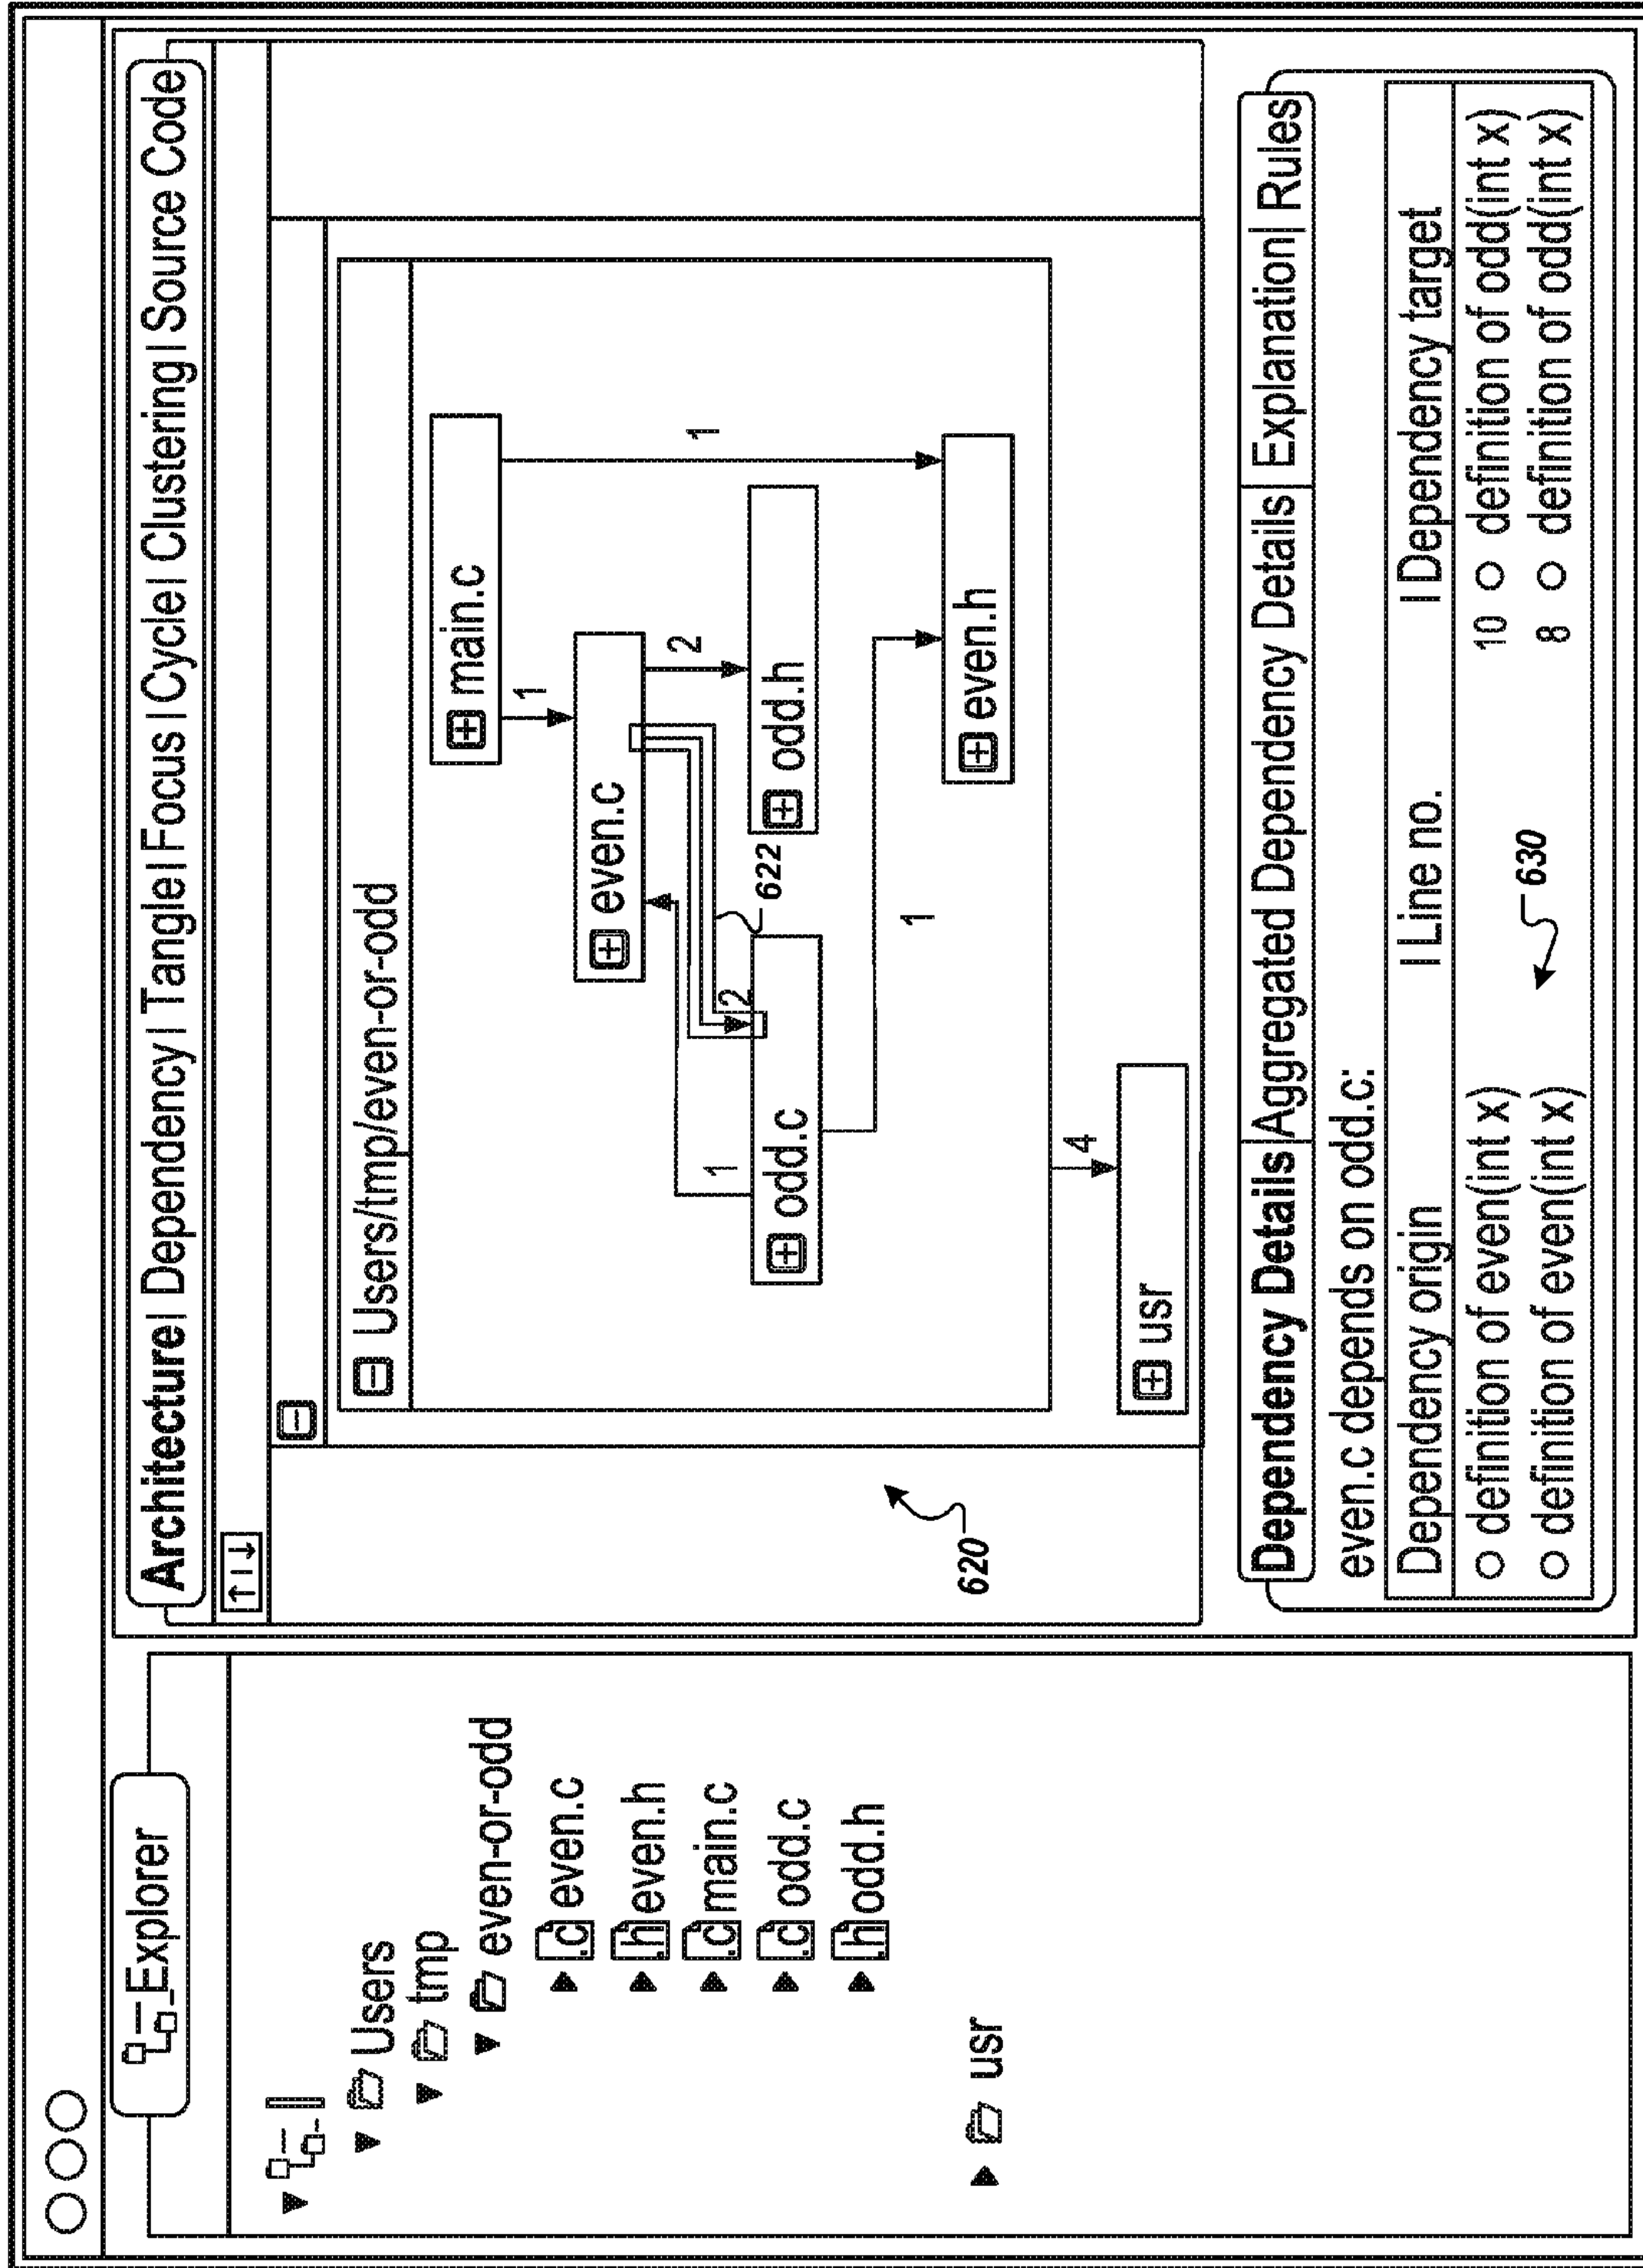 Explorer
Users
tmp
even-or-odd
.c even.c
.h even.h
.c main.c
.c odd.c
.h odd.h
usr
Architecture| Dependency| Tangle| Focus | Cycle| Clustering | Source Code
Users/tmp/even-or-odd
main.c
1
even.c
1
2
1
622
2
odd.c
odd.h
1
even.h
4
usr
620
Dependency Details Aggregated Dependency Details Explanation| Rules
even.c depends on odd.c:
Dependency origin | Line no. | Dependency target
definition of even(int x) 10 definition of odd(int x)
definition of even(int x) 8 definition of odd(int x)
630